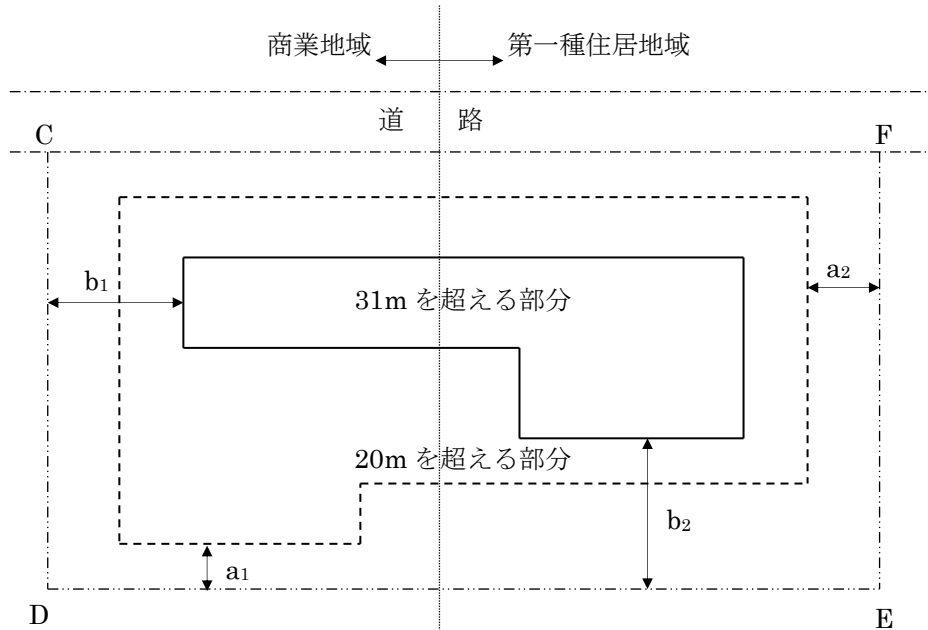 商業地域 第一種住居地域
道 路
C F
b1 a2
31m を超える部分
20m を超える部分
b2
a1
D E